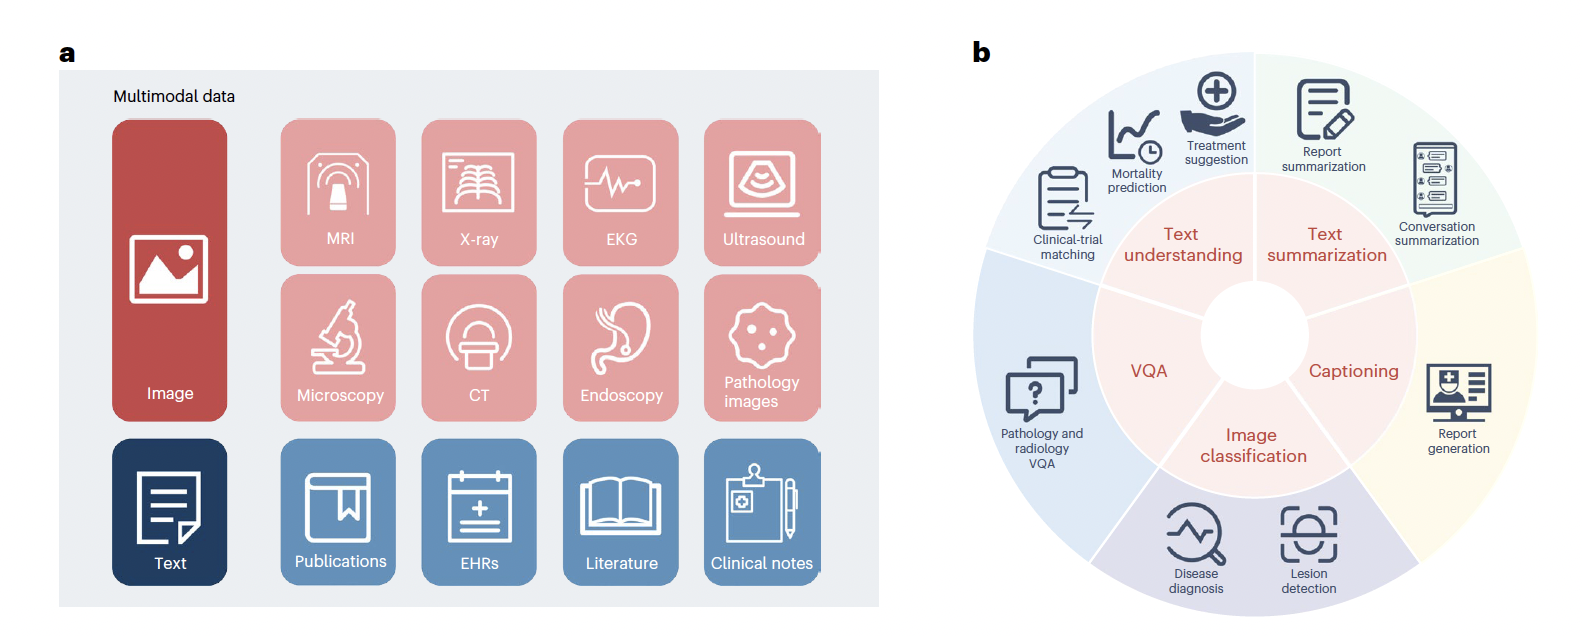 a
Multimodal data
Image
MRI
X-ray
EKG
Ultrasound
Microscopy
CT
Endoscopy
Pathology
images
Text
Publications
EHRs
Literature
Clinical notes
b
Text
understanding
Text
summarization
Captioning
Image
classification
VQA
Treatment
suggestion
Mortality
prediction
Clinical-trial
matching
Report
summarization
Conversation
summarization
Report
generation
Lesion
detection
Disease
diagnosis
?
Pathology and
radiology
VQA